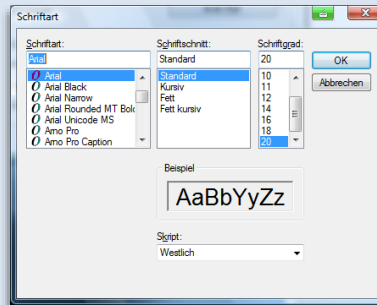 Schriftart
Schriftart:
Arial
Arial
Arial Black
Arial Narrow
Arial Rounded MT Bold
Arial Unicode MS
Arno Pro
Arno Pro Caption
Schriftschnitt:
Standard
Standard
Kursiv
Fett
Fett kursiv
Schriftgrad:
20
10
11
12
14
16
18
20
OK
Abbrechen
Beispiel
AaBbYyZz
Skript:
Westlich